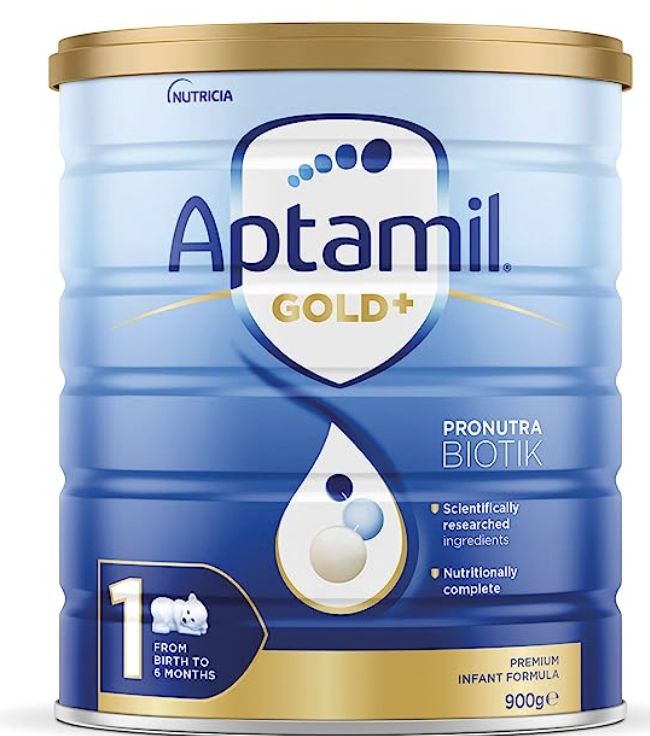 NUTRICIA
Aptamil
GOLD+
PRONUTRA
BIOTIK
Scientifically
researched
ingredients
Nutritionally
complete
1
FROM
BIRTH TO
6 MONTHS
PREMIUM
INFANT FORMULA
900g℮